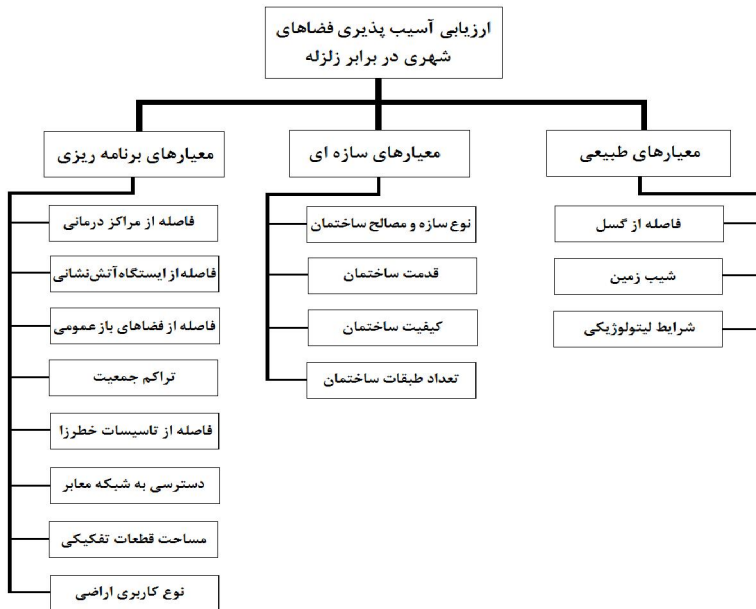 ارزیابی آسیب پذیری فضاهای
شهری در برابر زلزله
معیارهای طبیعی
فاصله از گسل
شیب زمین
شرایط لیتولوژیکی
معیارهای سازه ای
نوع سازه و مصالح ساختمان
قدمت ساختمان
کیفیت ساختمان
تعداد طبقات ساختمان
معیارهای برنامه ریزی
فاصله از مراکز درمانی
فاصله از ایستگاه آتش‌نشانی
فاصله از فضاهای باز عمومی
تراکم جمعیت
فاصله از تاسیسات خطرزا
دسترسی به شبکه معابر
مساحت قطعات تفکیکی
نوع کاربری اراضی